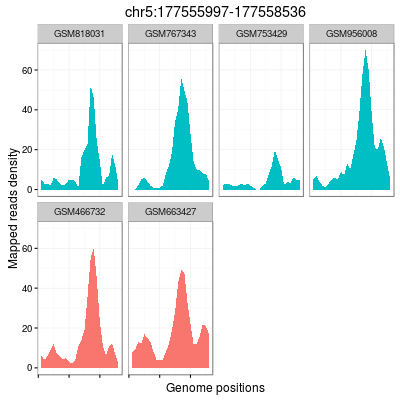 chr5:177555997-177558536
GSM818031 GSM767343 GSM753429 GSM956008
60
40
20
0
GSM466732 GSM663427
60
40
20
0
Mapped reads density
Genome positions